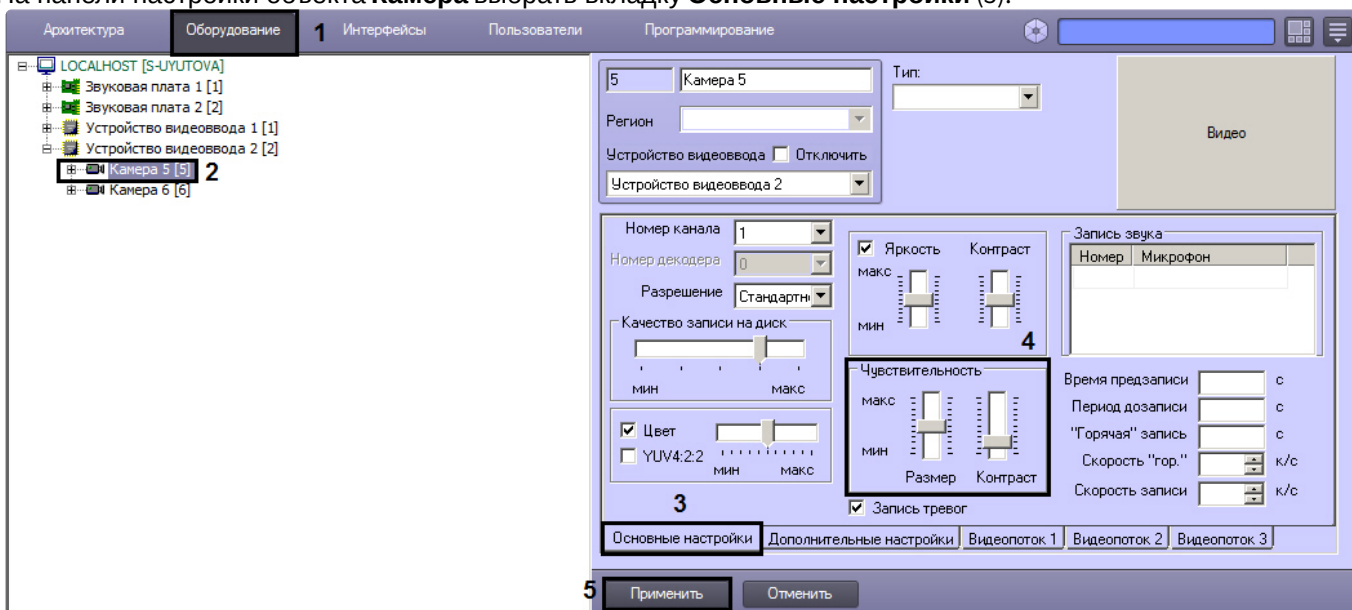 На панели настройки объекта Камера выбрать вкладку Основные настройки (3).
Архитектура Оборудование 1 Интерфейсы Пользователи Программирование
LOCALHOST [S-UYUTOVA]
Звуковая плата 1 [1]
Звуковая плата 2 [2]
Устройство видеоввода 1 [1]
Устройство видеоввода 2 [2]
Камера 5 [5] 2
Камера 6 [6]
5 Камера 5
Тип:
Регион
Устройство видеоввода Отключить
Устройство видеоввода 2
Видео
Номер канала 1
Номер декодера 0
Разрешение Стандартн
Качество записи на диск
мин макс
Цвет
YUV4:2:2
мин макс
3
Яркость Контраст
макс
мин
4
Чувствительность
макс
мин
Размер Контраст
Запись тревог
Запись звука
Номер Микрофон
Время предзаписи с
Период дозаписи с
"Горячая" запись с
Скорость "гор." к/с
Скорость записи к/с
Основные настройки Дополнительные настройки Видеопоток 1 Видеопоток 2 Видеопоток 3
5 Применить Отменить